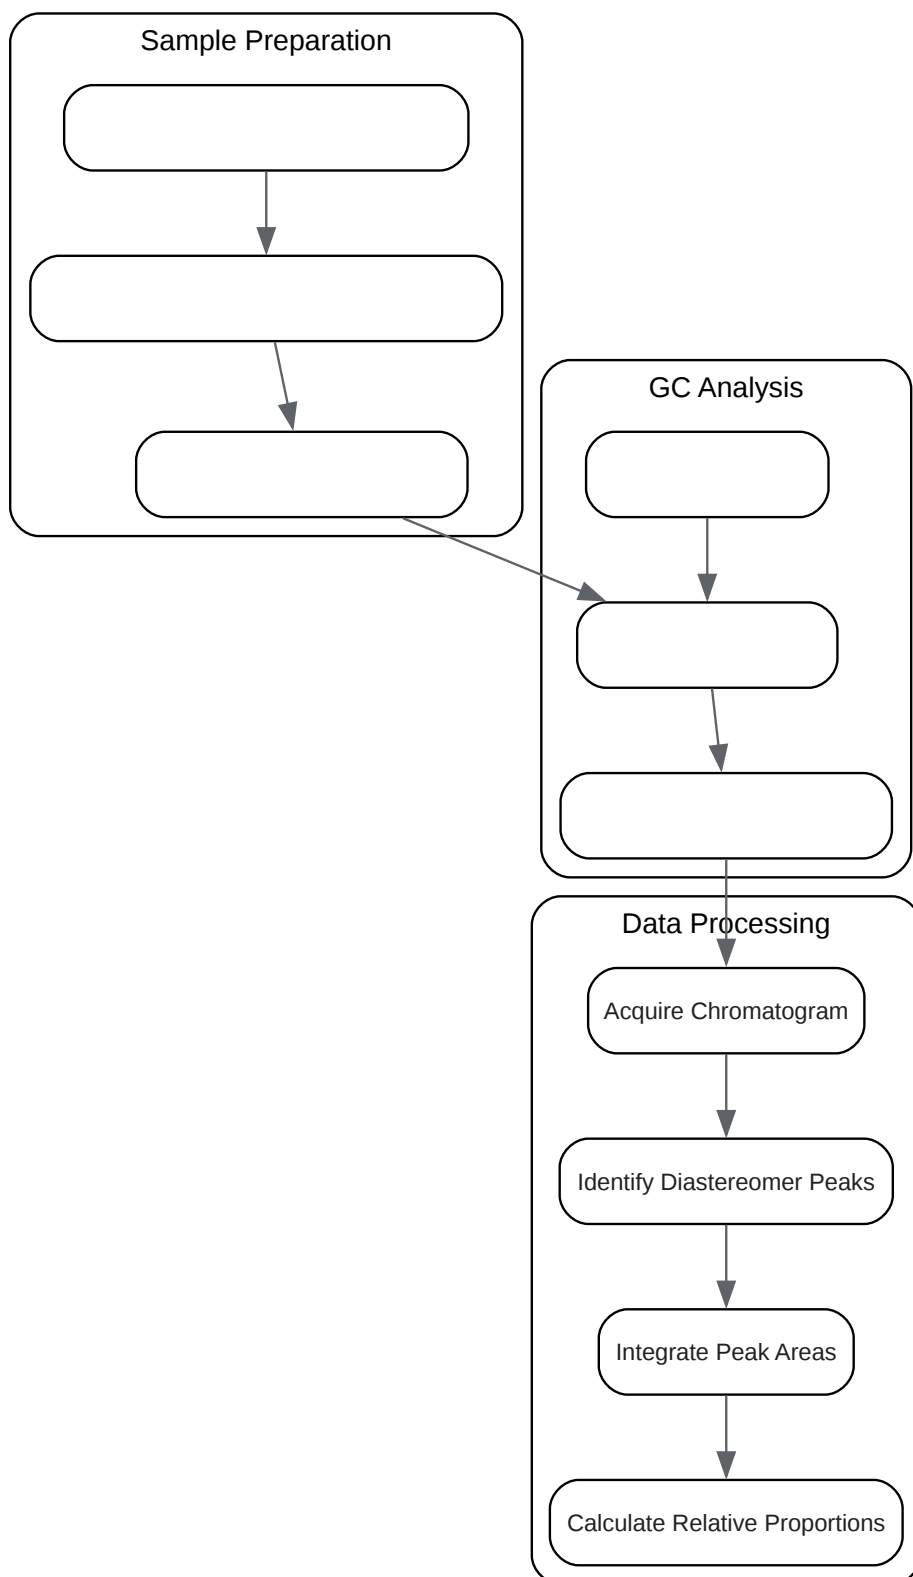 Sample Preparation
GC Analysis
Data Processing
Acquire Chromatogram
Identify Diastereomer Peaks
Integrate Peak Areas
Calculate Relative Proportions